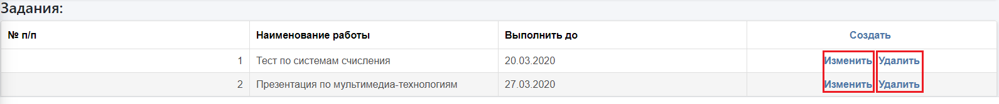 Задания:
№ п/п Наименование работы Выполнить до Создать
1 Тест по системам счисления 20.03.2020 Изменить Удалить
2 Презентация по мультимедиа-технологиям 27.03.2020 Изменить Удалить